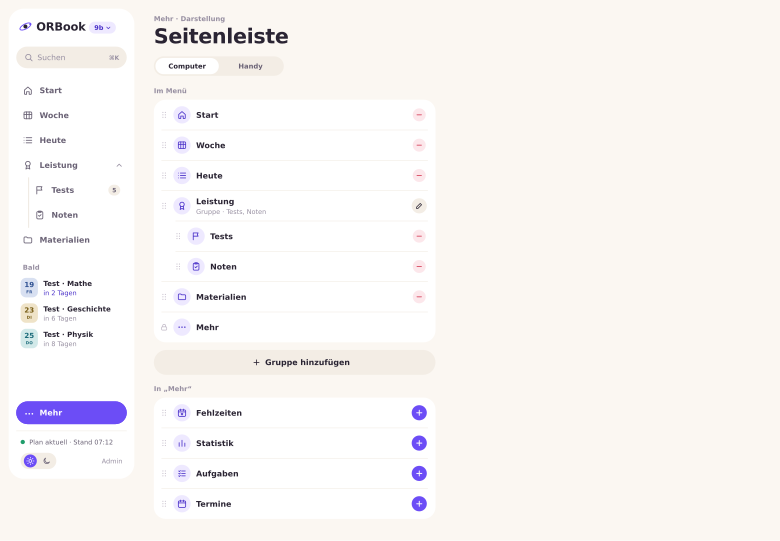 ORBook 9b
Suchen ⌘K
Start
Woche
Heute
Leistung
Tests 5
Noten
Materialien
Bald
19 FR Test · Mathe
in 2 Tagen
23 DI Test · Geschichte
in 6 Tagen
25 DO Test · Physik
in 8 Tagen
Mehr
Plan aktuell · Stand 07:12
Admin
Mehr · Darstellung
Seitenleiste
Computer Handy
Im Menü
Start
Woche
Heute
Leistung
Gruppe · Tests, Noten
Tests
Noten
Materialien
Mehr
+ Gruppe hinzufügen
In „Mehr“
Fehlzeiten
Statistik
Aufgaben
Termine